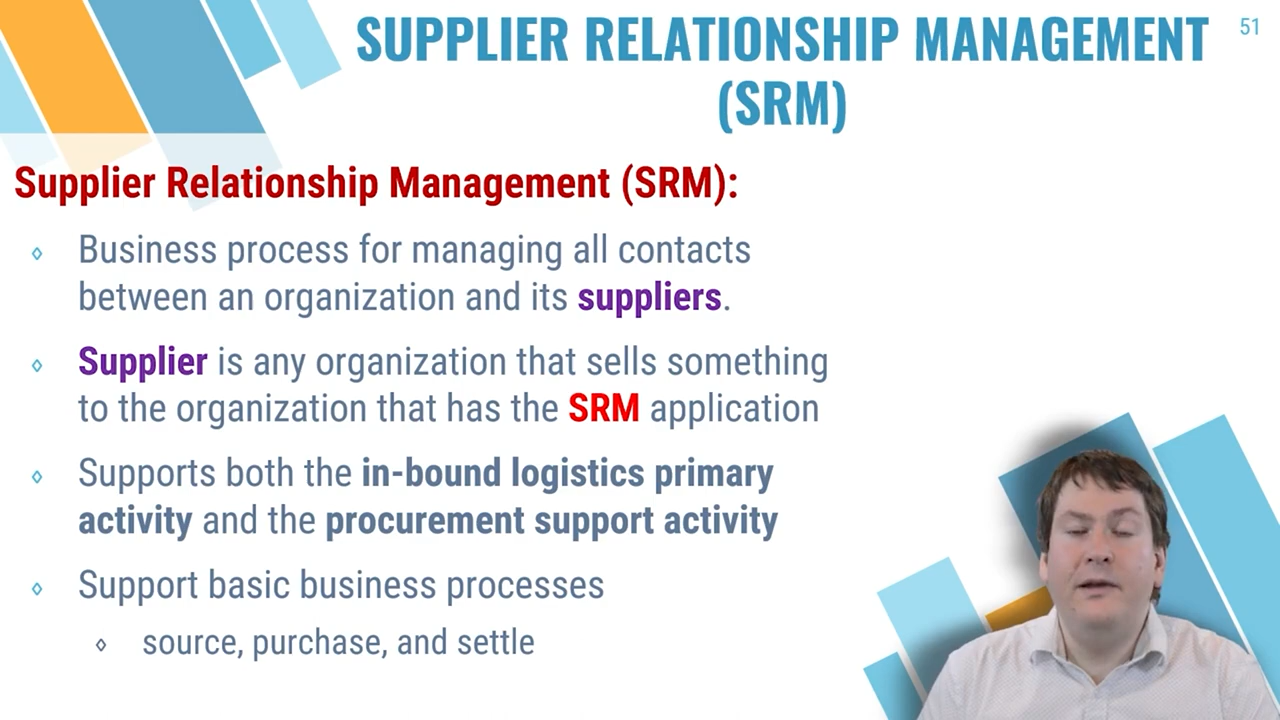 SUPPLIER RELATIONSHIP MANAGEMENT
(SRM)
51
Supplier Relationship Management (SRM):
Business process for managing all contacts
between an organization and its suppliers.
Supplier is any organization that sells something
to the organization that has the SRM application
Supports both the in-bound logistics primary
activity and the procurement support activity
Support basic business processes
source, purchase, and settle